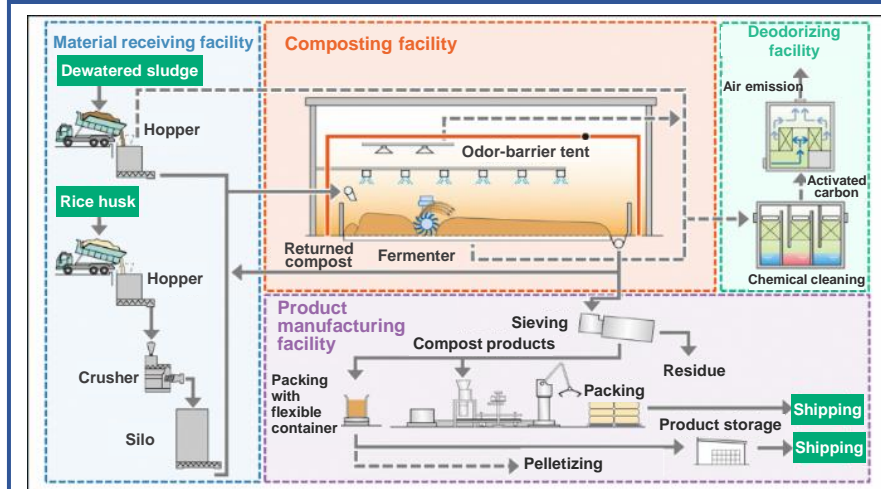 Material receiving facility
Dewatered sludge
Hopper
Rice husk
Hopper
Crusher
Silo
Composting facility
Odor-barrier tent
Returned
compost
Fermenter
Deodorizing
facility
Air emission
Activated
carbon
Chemical cleaning
Product
manufacturing
facility
Sieving
Compost products
Residue
Packing
with
flexible
container
Packing
Shipping
Product storage
Shipping
Pelletizing